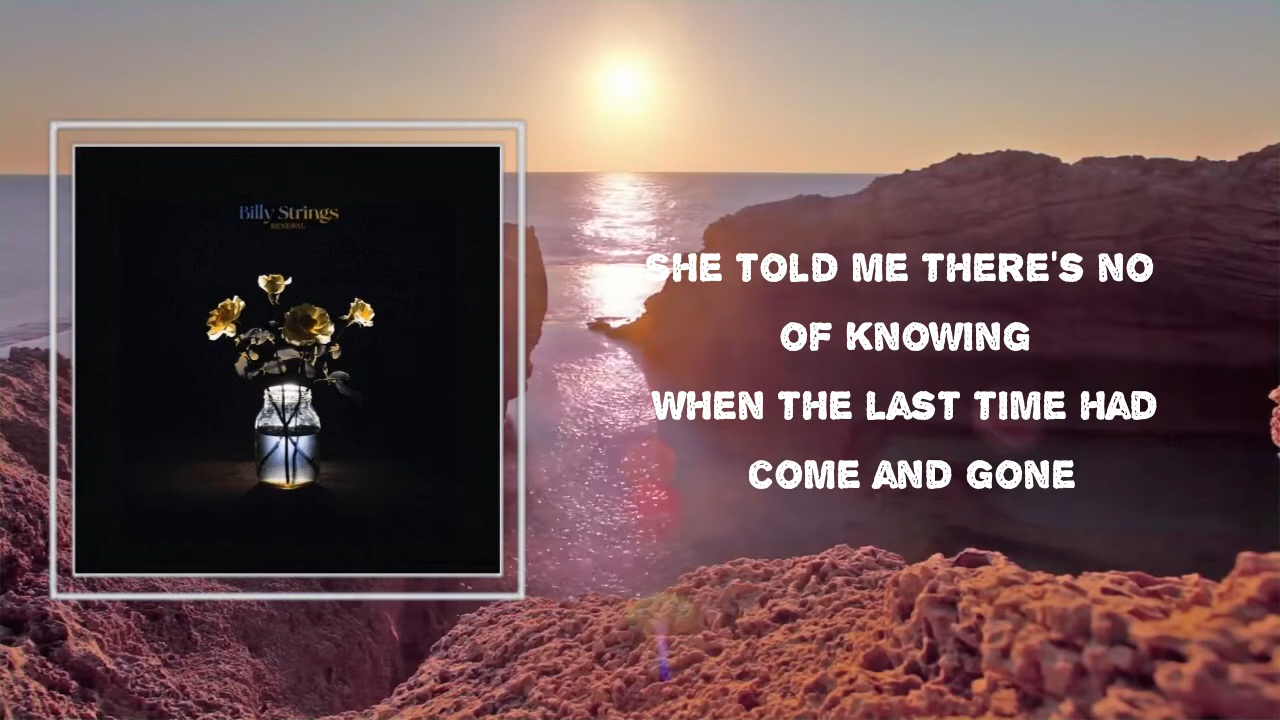 Billy Strings
RENEWAL
SHE TOLD ME THERE'S NO
OF KNOWING
WHEN THE LAST TIME HAD
COME AND GONE